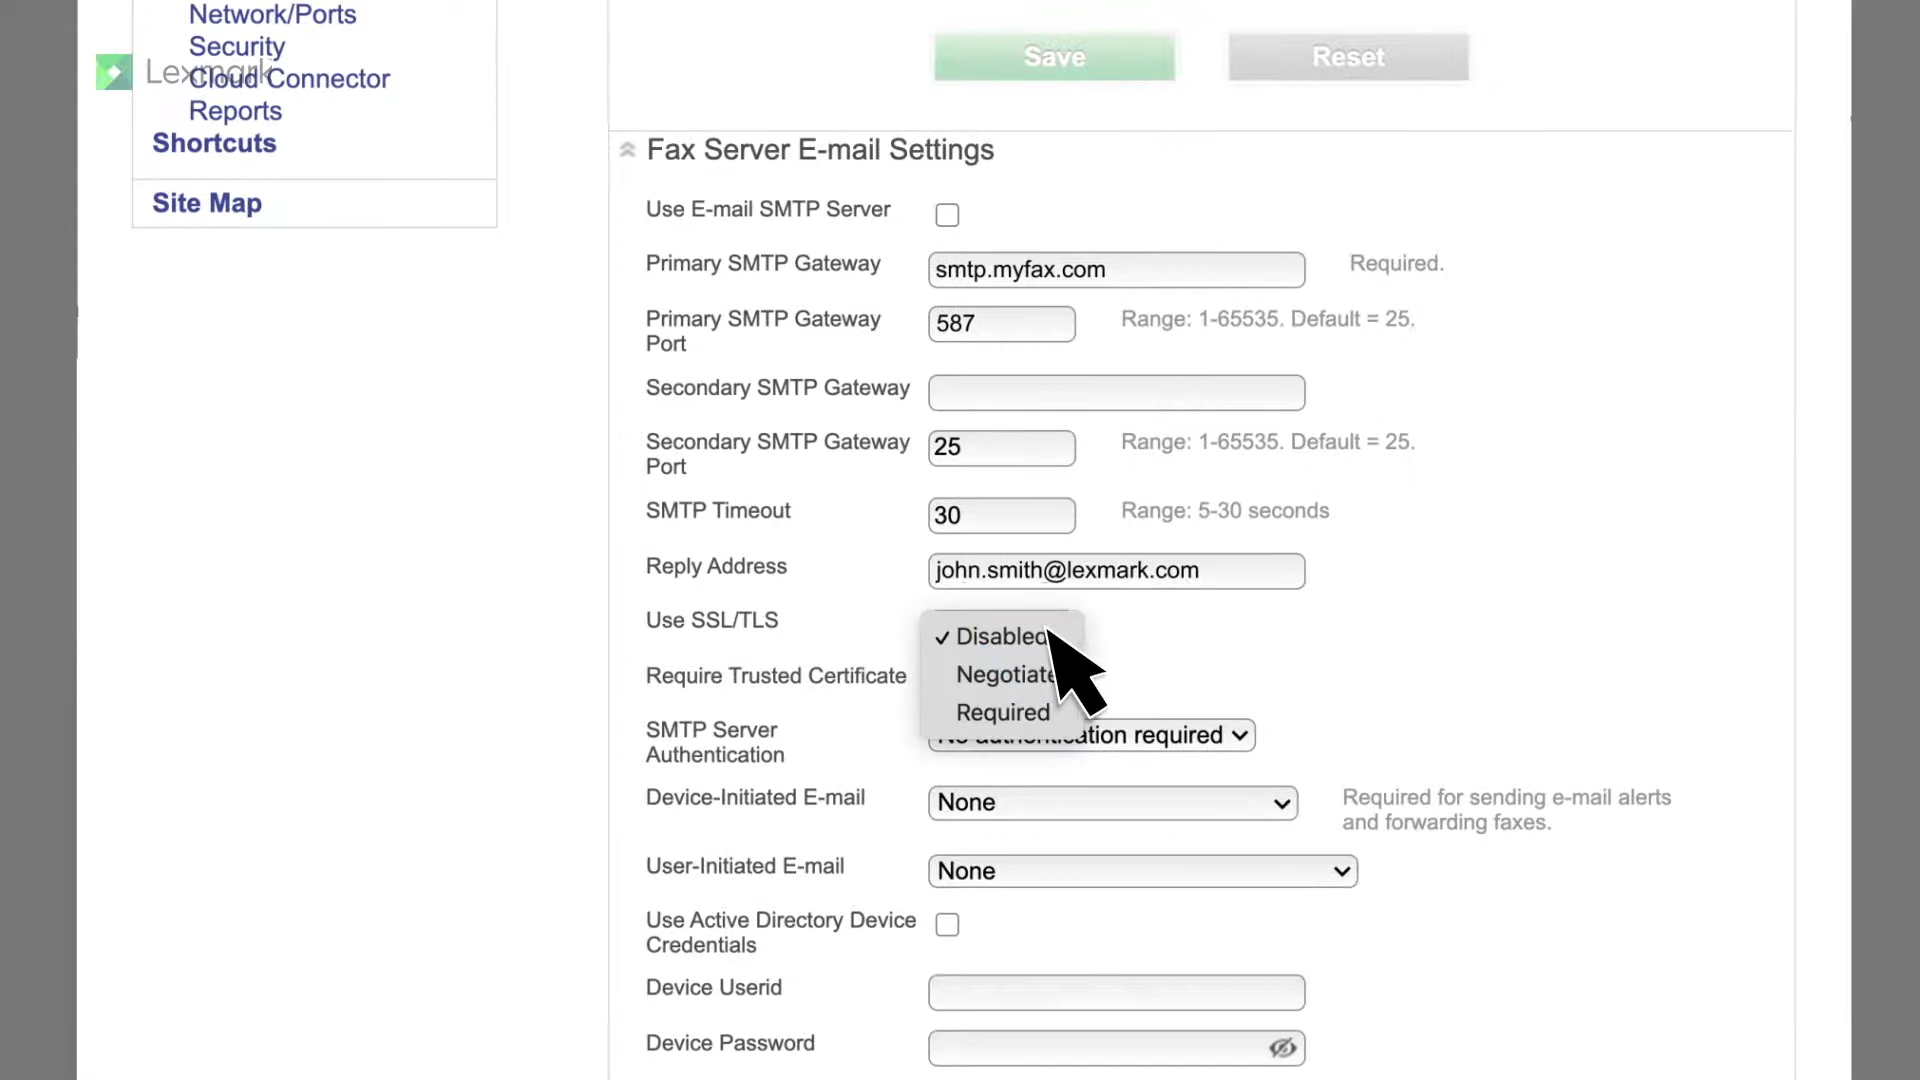 Network/Ports
Security
Lexmark
Cloud Connector
Reports
Shortcuts
Site Map
Save
Reset
Fax Server E-mail Settings
Use E-mail SMTP Server
Primary SMTP Gateway
smtp.myfax.com
Required.
Primary SMTP Gateway
Port
587
Range: 1-65535. Default = 25.
Secondary SMTP Gateway
Secondary SMTP Gateway
Port
25
Range: 1-65535. Default = 25.
SMTP Timeout
30
Range: 5-30 seconds
Reply Address
john.smith@lexmark.com
Use SSL/TLS
Disabled
Negotiate
Required
Require Trusted Certificate
SMTP Server
Authentication
No authentication required
Device-Initiated E-mail
None
Required for sending e-mail alerts
and forwarding faxes.
User-Initiated E-mail
None
Use Active Directory Device
Credentials
Device Userid
Device Password